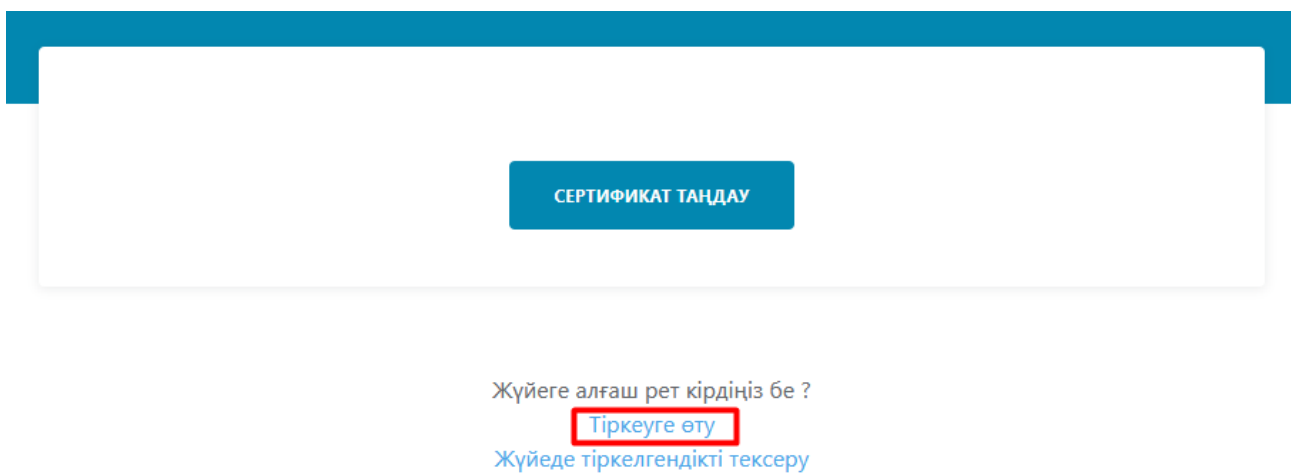 СЕРТИФИКАТ ТАҢДАУ
Жүйеге алғаш рет кірдіңіз бе ?
Тіркеуге өту
Жүйеде тіркелгендікті тексеру